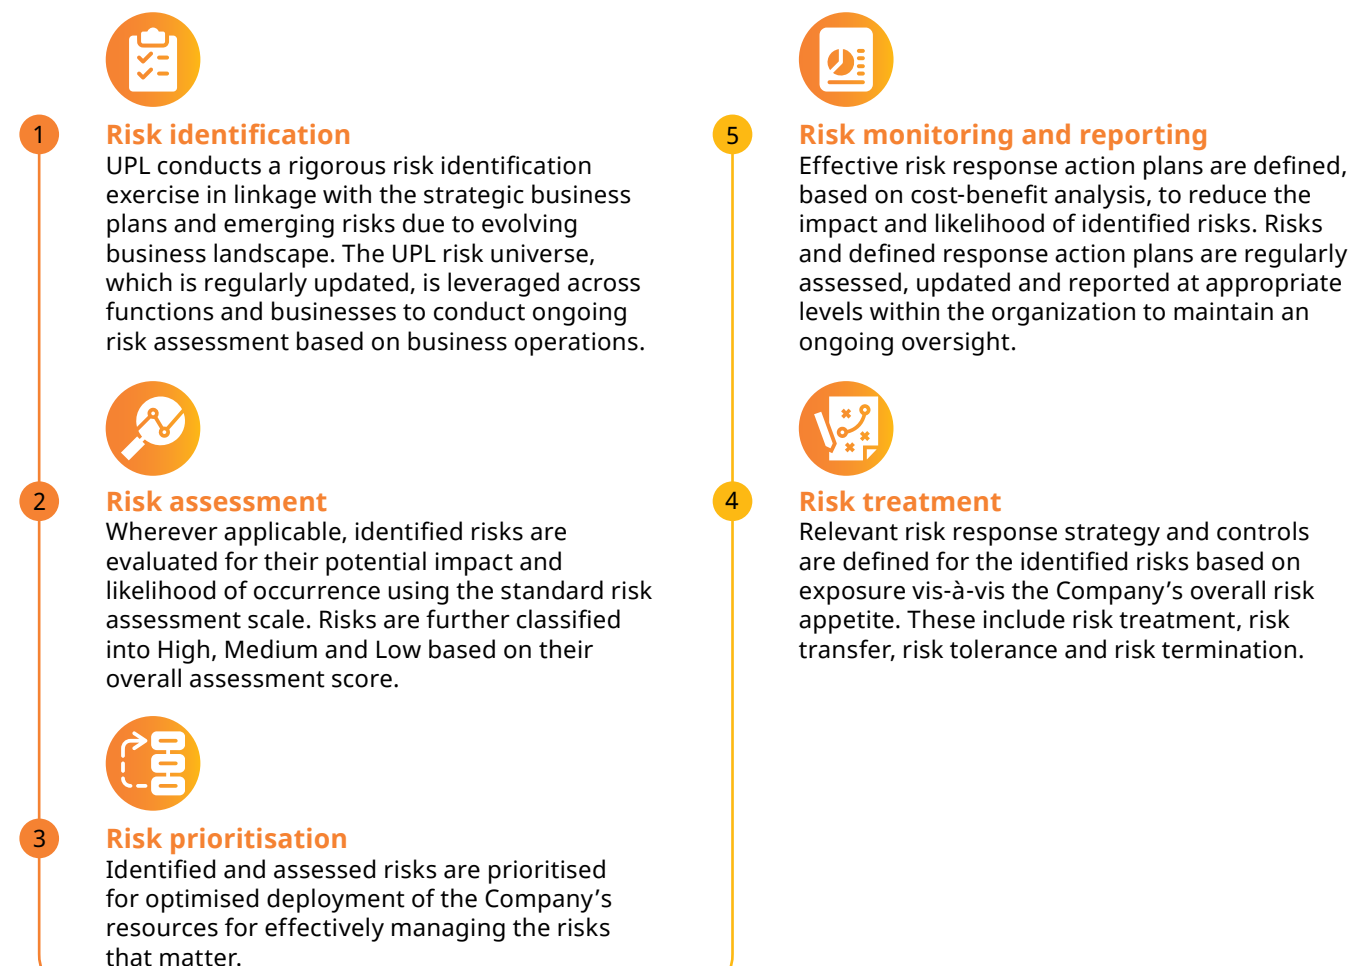 1
Risk identification
UPL conducts a rigorous risk identification
exercise in linkage with the strategic business
plans and emerging risks due to evolving
business landscape. The UPL risk universe,
which is regularly updated, is leveraged across
functions and businesses to conduct ongoing
risk assessment based on business operations.
2
Risk assessment
Wherever applicable, identified risks are
evaluated for their potential impact and
likelihood of occurrence using the standard risk
assessment scale. Risks are further classified
into High, Medium and Low based on their
overall assessment score.
3
Risk prioritisation
Identified and assessed risks are prioritised
for optimised deployment of the Company’s
resources for effectively managing the risks
that matter.
4
Risk treatment
Relevant risk response strategy and controls
are defined for the identified risks based on
exposure vis-à-vis the Company’s overall risk
appetite. These include risk treatment, risk
transfer, risk tolerance and risk termination.
5
Risk monitoring and reporting
Effective risk response action plans are defined,
based on cost-benefit analysis, to reduce the
impact and likelihood of identified risks. Risks
and defined response action plans are regularly
assessed, updated and reported at appropriate
levels within the organization to maintain an
ongoing oversight.